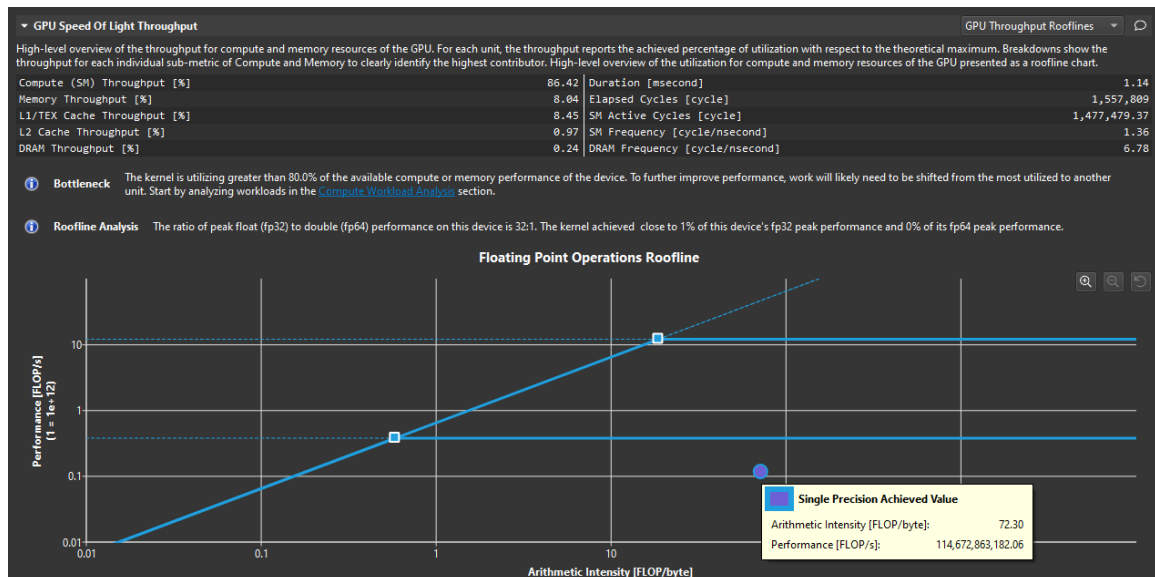 GPU Speed Of Light Throughput
GPU Throughput Rooflines
High-level overview of the throughput for compute and memory resources of the GPU. For each unit, the throughput reports the achieved percentage of utilization with respect to the theoretical maximum. Breakdowns show the
throughput for each individual sub-metric of Compute and Memory to clearly identify the highest contributor. High-level overview of the utilization for compute and memory resources of the GPU presented as a roofline chart.
Compute (SM) Throughput [%] 86.42 Duration [msecond] 1.14
Memory Throughput [%] 8.04 Elapsed Cycles [cycle] 1,557,809
L1/TEX Cache Throughput [%] 8.45 SM Active Cycles [cycle] 1,477,479.37
L2 Cache Throughput [%] 0.97 SM Frequency [cycle/nsecond] 1.36
DRAM Throughput [%] 0.24 DRAM Frequency [cycle/nsecond] 6.78
Bottleneck The kernel is utilizing greater than 80.0% of the available compute or memory performance of the device. To further improve performance, work will likely need to be shifted from the most utilized to another
unit. Start by analyzing workloads in the Compute Workload Analysis section.
Roofline Analysis The ratio of peak float (fp32) to double (fp64) performance on this device is 32:1. The kernel achieved close to 1% of this device's fp32 peak performance and 0% of its fp64 peak performance.
Floating Point Operations Roofline
Performance [FLOP/s]
(1 = 1e+12)
10
1
0.1
0.01
0.01 0.1 1 10
Arithmetic Intensity [FLOP/byte]
Single Precision Achieved Value
Arithmetic Intensity [FLOP/byte]: 72.30
Performance [FLOP/s]: 114,672,863,182.06